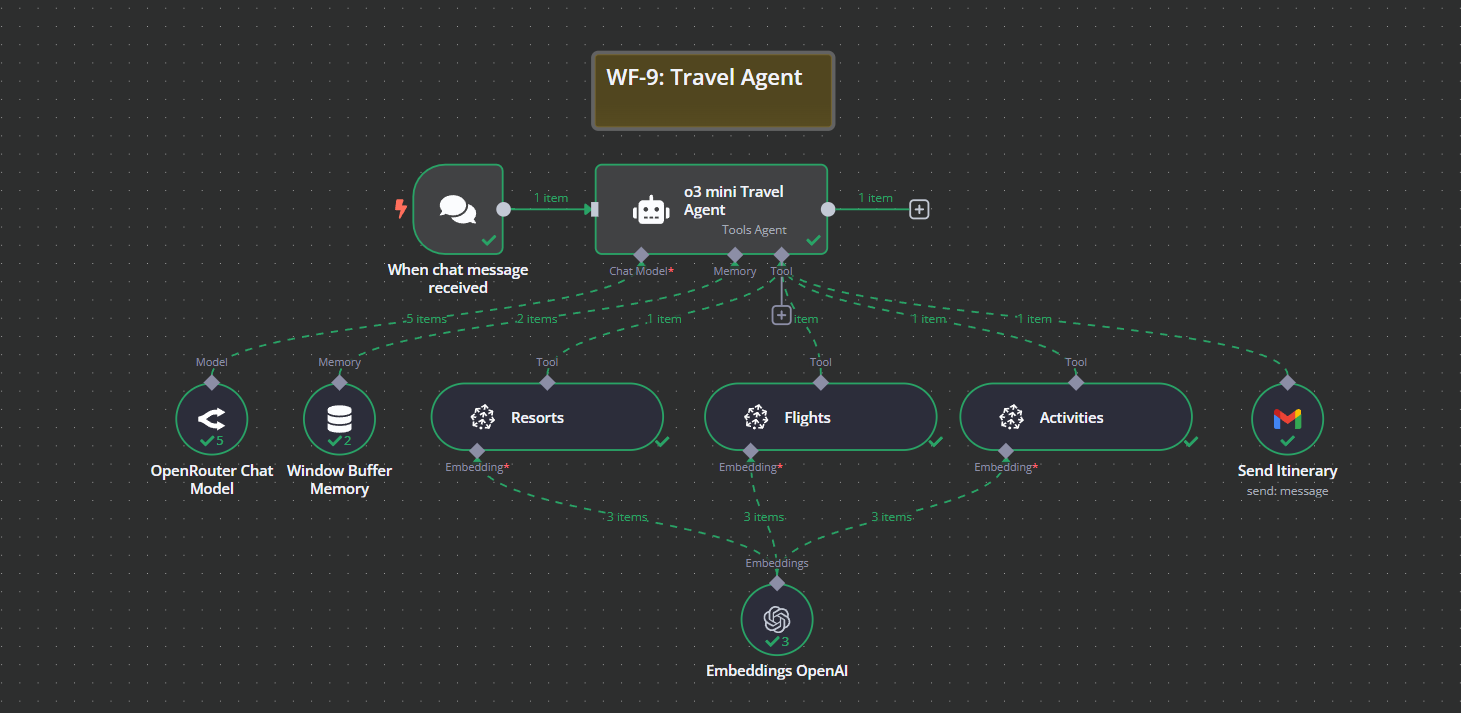 WF-9: Travel Agent
1 item
o3 mini Travel
Agent
Tools Agent
1 item
When chat message
received
Chat Model*
Memory
Tool
5 items
2 items
1 item
item
1 item
1 item
Model
Memory
Tool
Tool
Tool
5
2
Resorts
Flights
Activities
OpenRouter Chat
Model
Window Buffer
Memory
Embedding*
Embedding*
Embedding*
Send Itinerary
send: message
3 items
3 items
3 items
Embeddings
3
Embeddings OpenAI